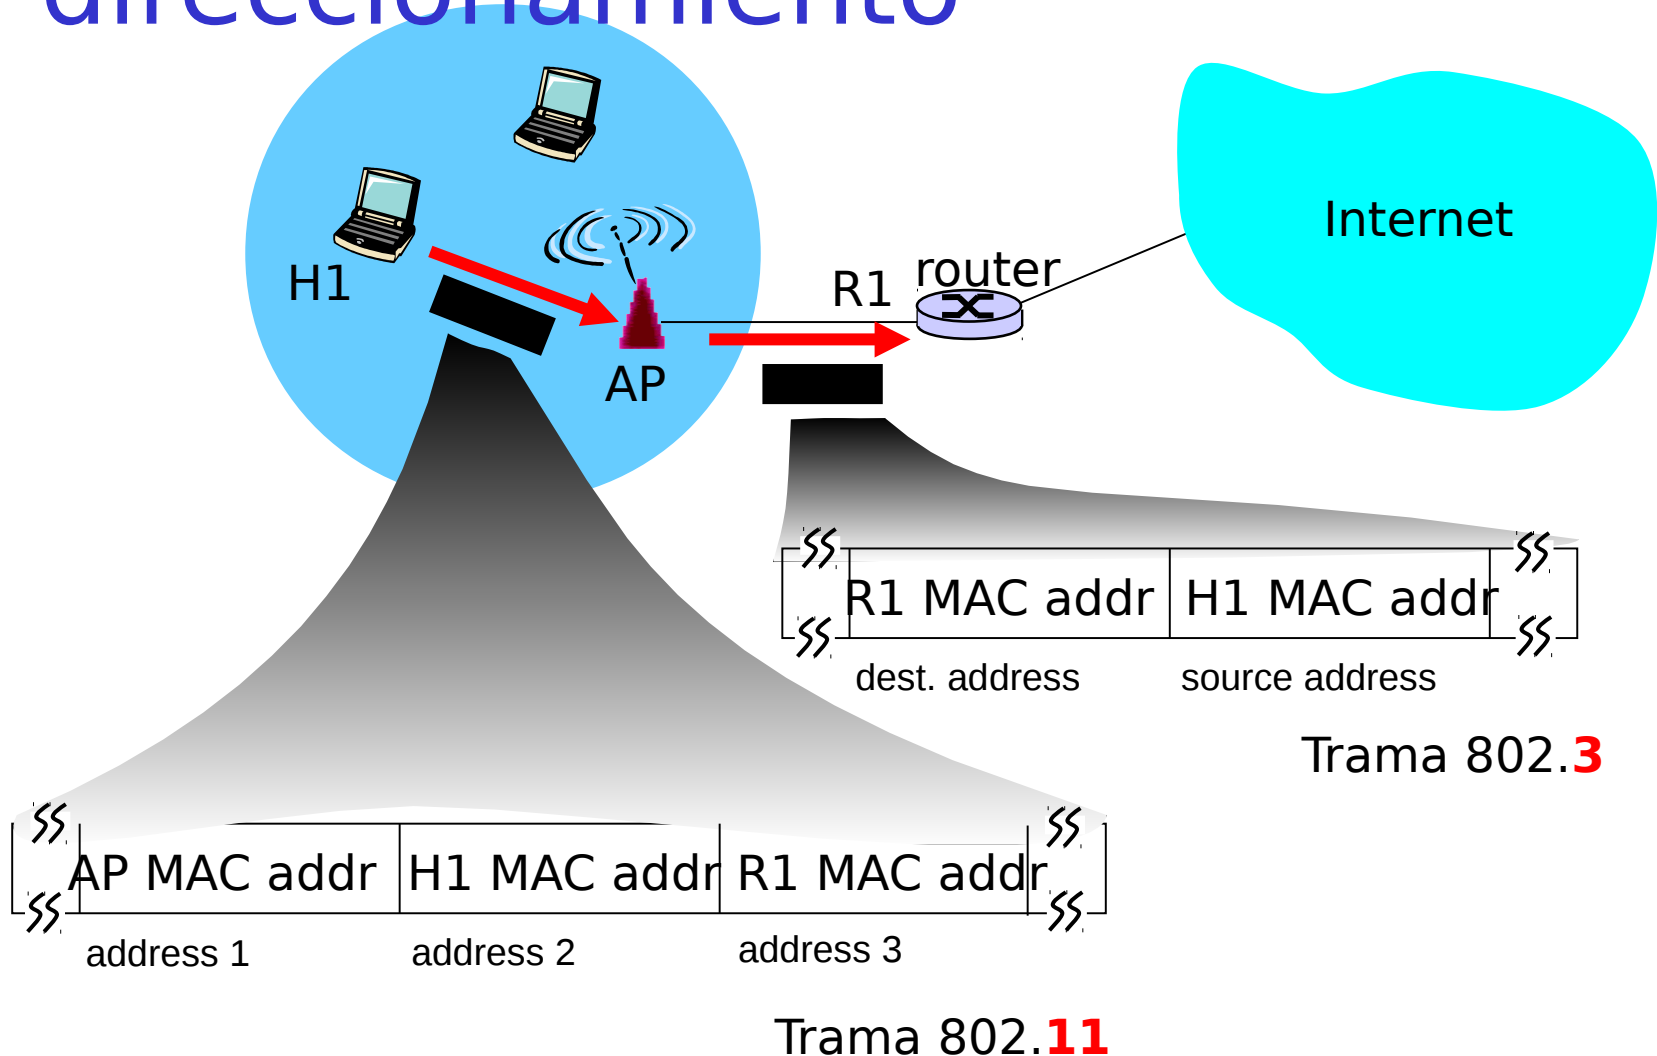 direccionamiento
Internet
router
H1
R1
AP
R1 MAC addr H1 MAC addr
dest. address source address
Trama 802.3
AP MAC addr H1 MAC addr R1 MAC addr
address 1 address 2 address 3
Trama 802.11